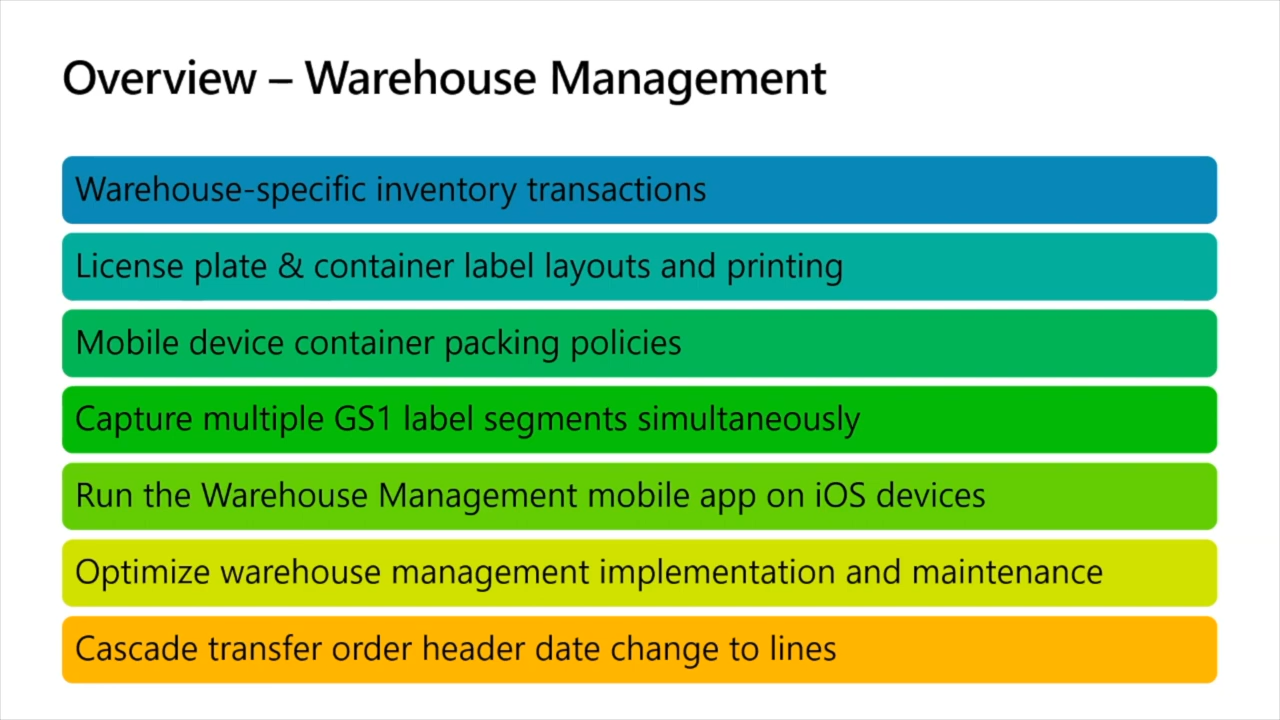 Overview – Warehouse Management
Warehouse-specific inventory transactions
License plate & container label layouts and printing
Mobile device container packing policies
Capture multiple GS1 label segments simultaneously
Run the Warehouse Management mobile app on iOS devices
Optimize warehouse management implementation and maintenance
Cascade transfer order header date change to lines